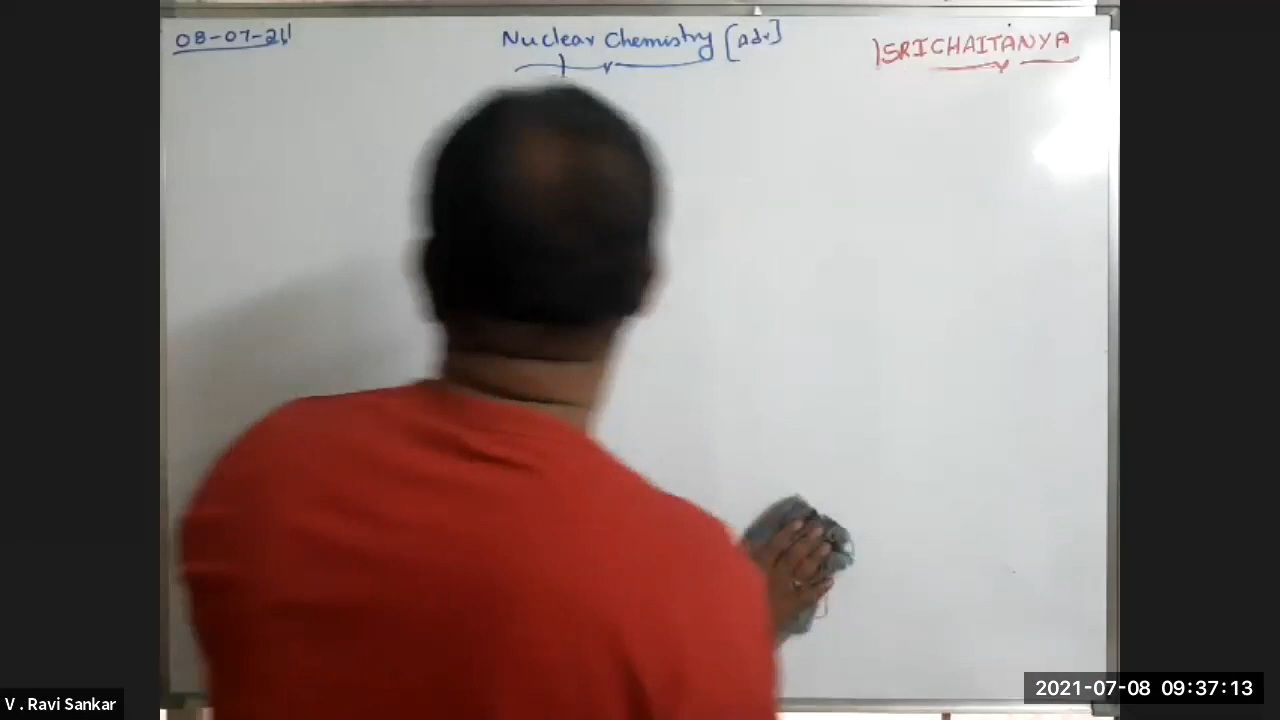 08-07-21
Nuclear Chemistry [Adv]
SRICHAITANYA
V . Ravi Sankar
2021-07-08 09:37:13